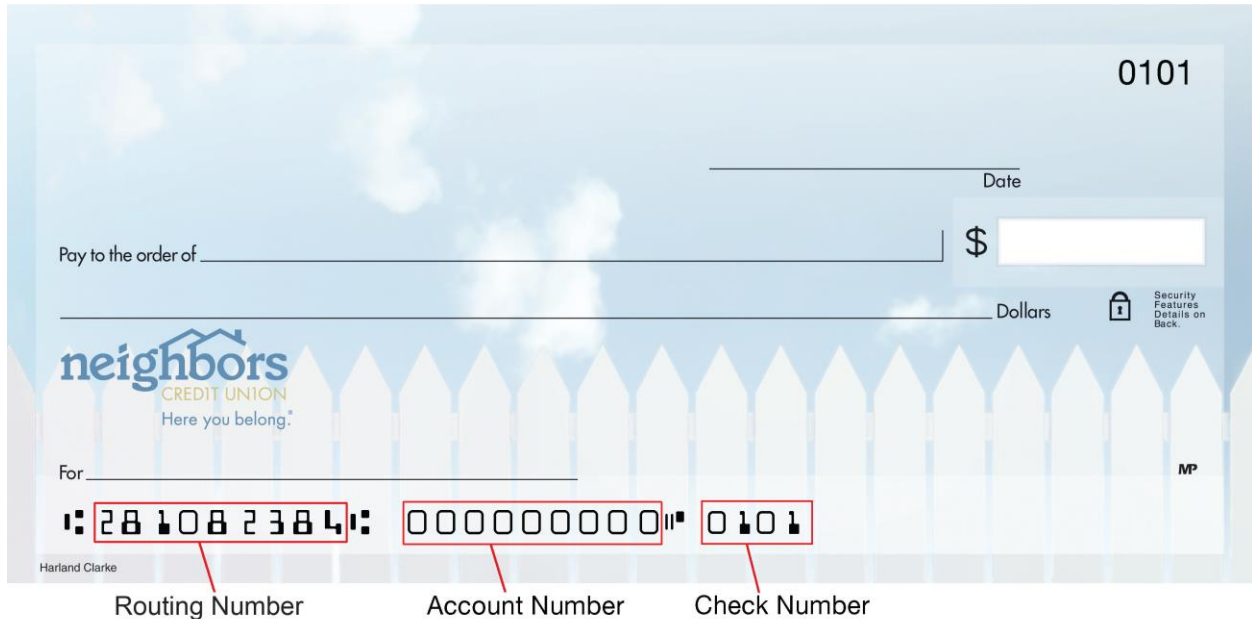 0101
Date
Pay to the order of
$
Dollars
Security
Features
Details on
Back.
neighbors
CREDIT UNION
Here you belong.®
For
MP
⑆281082384⑆ 0000000000⑈ 0101
Harland Clarke
Routing Number Account Number Check Number